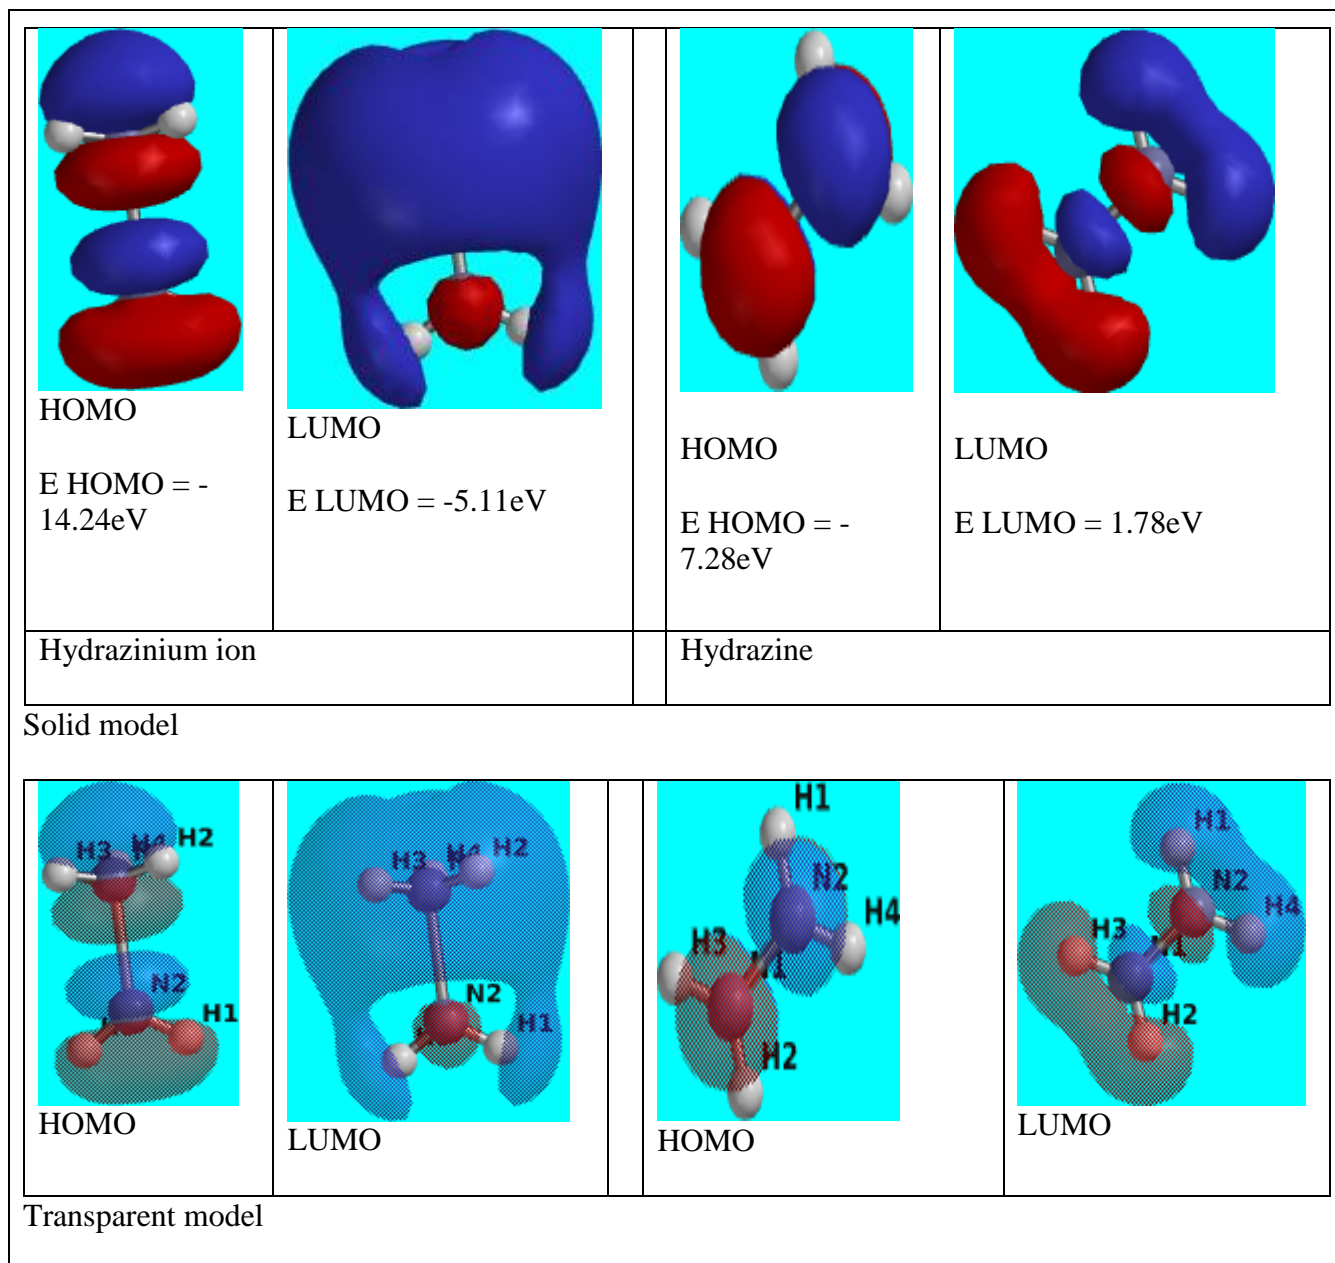 HOMO
E HOMO = -
14.24eV
LUMO
E LUMO = -5.11eV
HOMO
E HOMO = -
7.28eV
LUMO
E LUMO = 1.78eV
Hydrazinium ion
Hydrazine
Solid model
H3 H4 H2
N2
H1
HOMO
H3 H2
N2
H1
LUMO
H1
N2
H4
H3
H2
HOMO
H1
N2
H4
H3
H2
LUMO
Transparent model